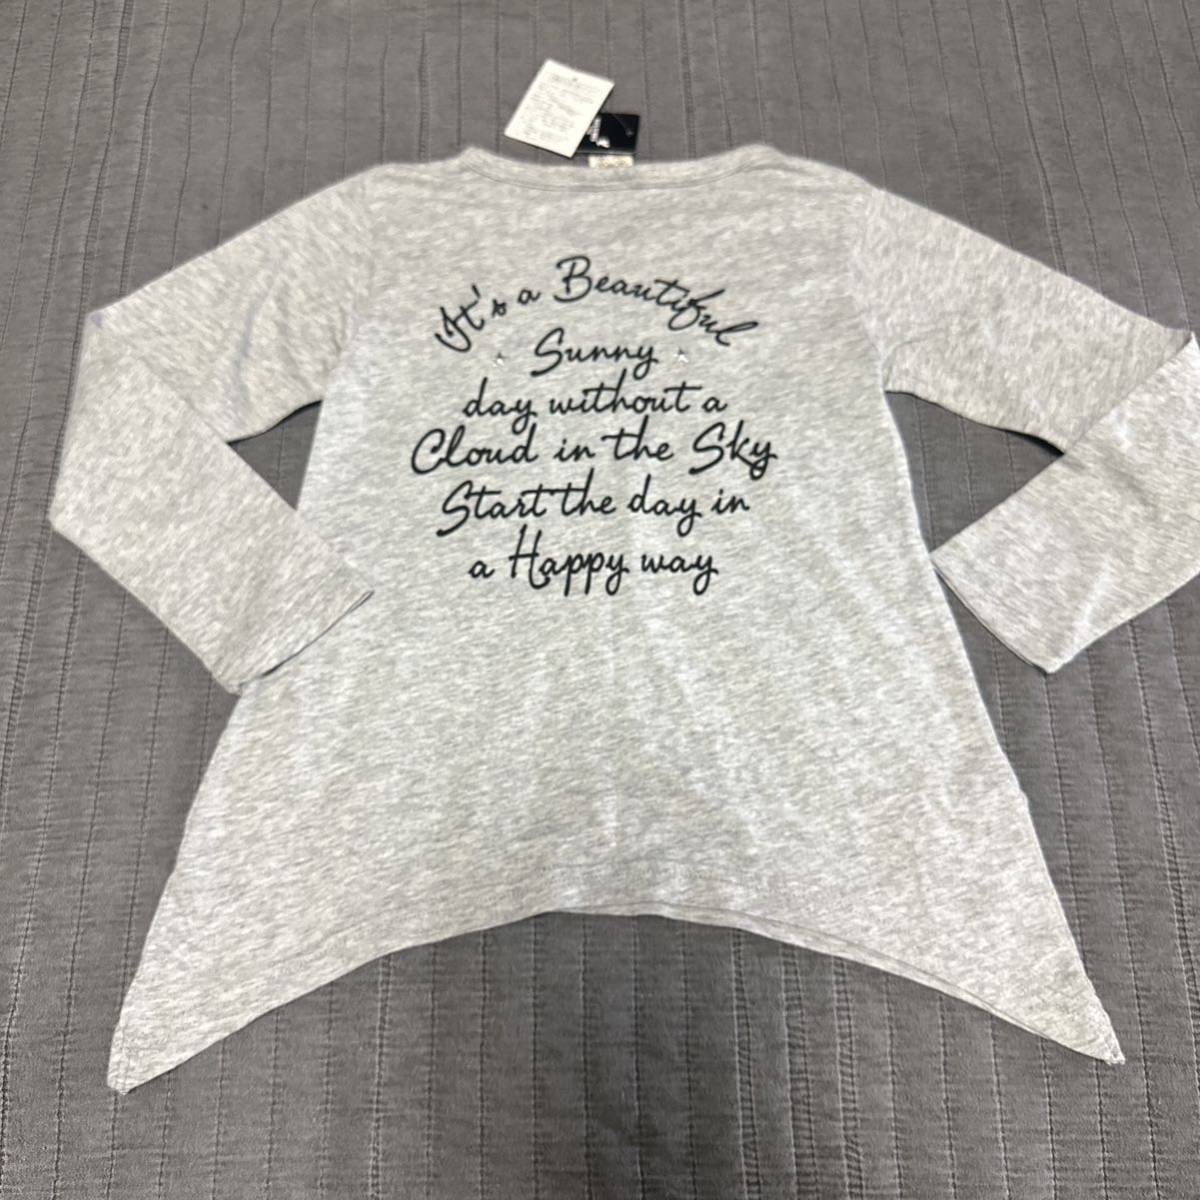 It's a Beautiful
Sunny
day without a
Cloud in the Sky
Start the day in
a Happy way